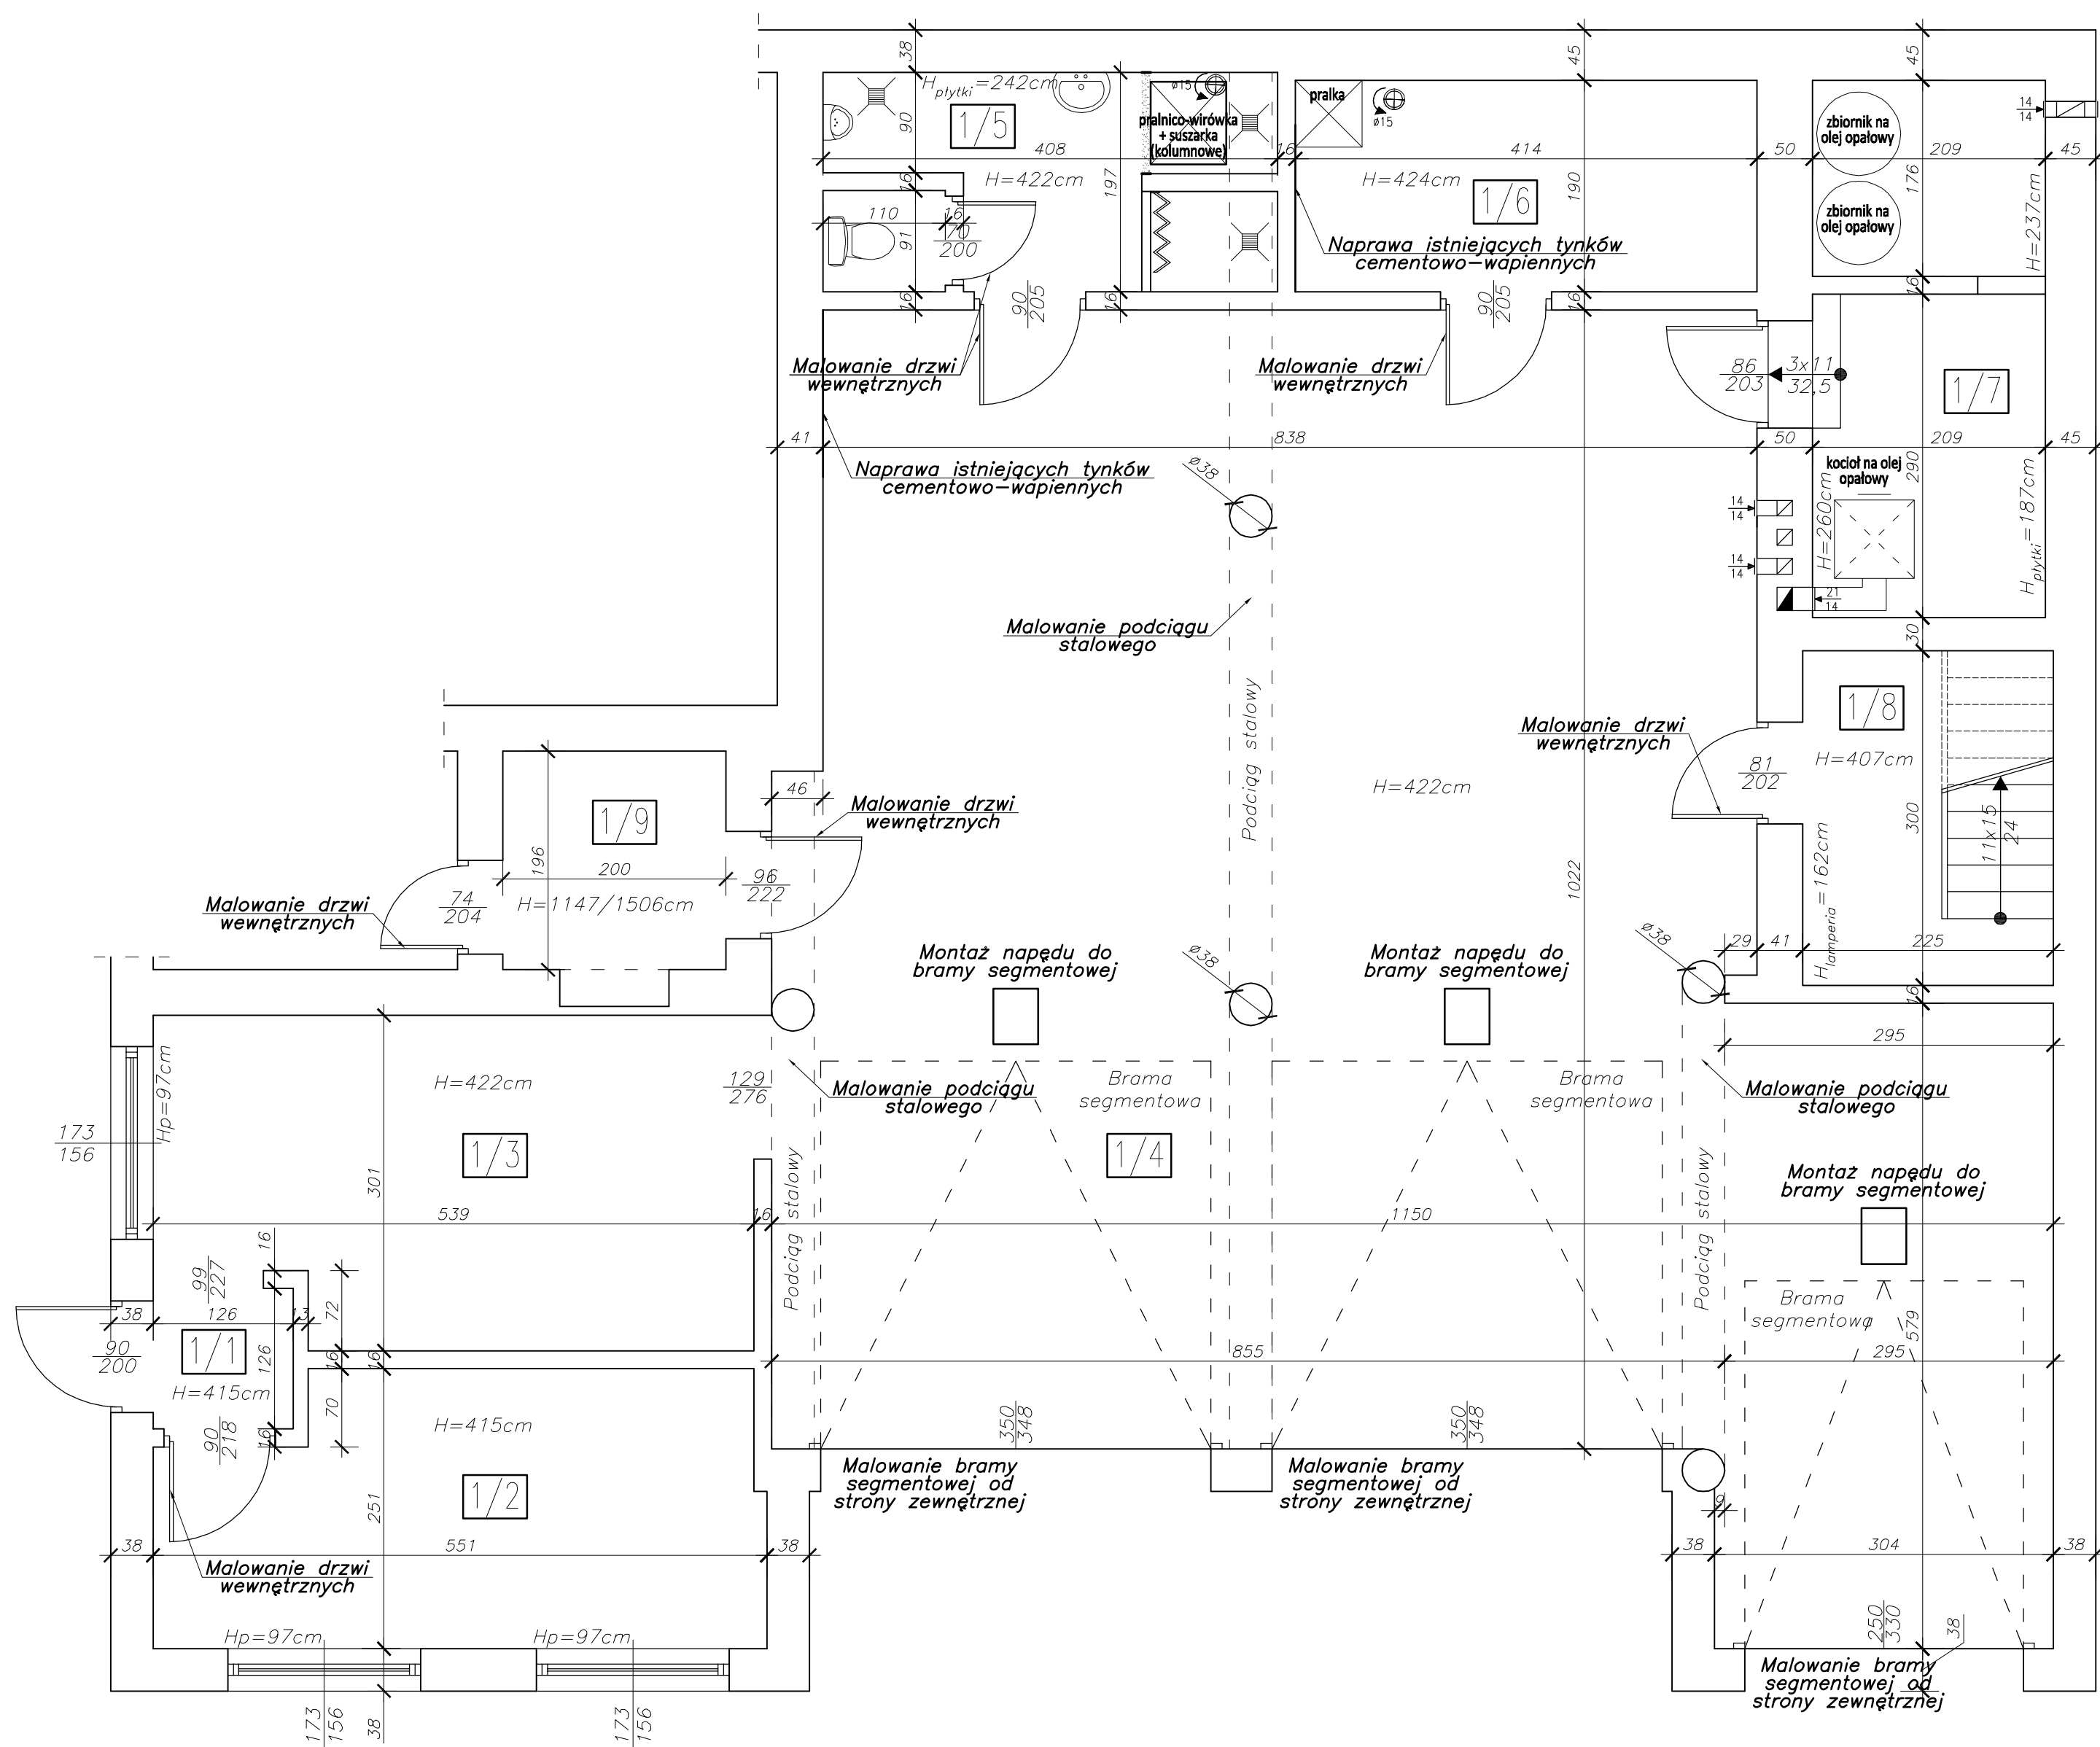 38
45
45
H płytki=242cm
ø15
pralka
ø15
14
14
zbiornik na
olej opałowy
1/5
90
pralnico-wirówka
+ suszarka
(kolumnowe)
408
16
414
50
209
45
H=422cm
197
H=424cm
190
176
16
1/6
zbiornik na
olej opałowy
H=237cm
110
16
91
70
200
Naprawa istniejących tynków
cementowo-wapiennych
90
205
90
205
16
16
16
16
Malowanie drzwi
wewnętrznych
Malowanie drzwi
wewnętrznych
86
203
3x11
32,5
1/7
41
838
50
209
45
Naprawa istniejących tynków
cementowo-wapiennych
ø38
kocioł na olej
opałowy
290
H=260cm
H płytki=187cm
14
14
14
14
21
14
Malowanie podciągu
stalowego
30
Podciąg stalowy
1/8
Malowanie drzwi
wewnętrznych
81
202
H=407cm
H=422cm
46
Malowanie drzwi
wewnętrznych
1/9
196
200
96
222
300
11x15
24
1022
H=1147/1506cm
Malowanie drzwi
wewnętrznych
74
204
H lamperia=162cm
ø38
29
41
225
Montaż napędu do
bramy segmentowej
ø38
Montaż napędu do
bramy segmentowej
16
295
Hp=97cm
H=422cm
129
276
Malowanie podciągu
stalowego
Brama
segmentowa
Brama
segmentowa
Malowanie podciągu
stalowego
173
156
1/3
1/4
301
Podciąg stalowy
Podciąg stalowy
Montaż napędu do
bramy segmentowej
539
16
1150
16
99
227
72
38
126
13
Brama
segmentowa
579
90
200
1/1
126
16
16
855
295
H=415cm
70
90
218
16
H=415cm
350
348
350
348
Malowanie bramy
segmentowej od
strony zewnętrznej
Malowanie bramy
segmentowej od
strony zewnętrznej
1/2
251
9
38
551
38
38
304
38
Malowanie drzwi
wewnętrznych
Hp=97cm
Hp=97cm
250
330
38
Malowanie bramy
segmentowej od
strony zewnętrznej
173
156
38
173
156